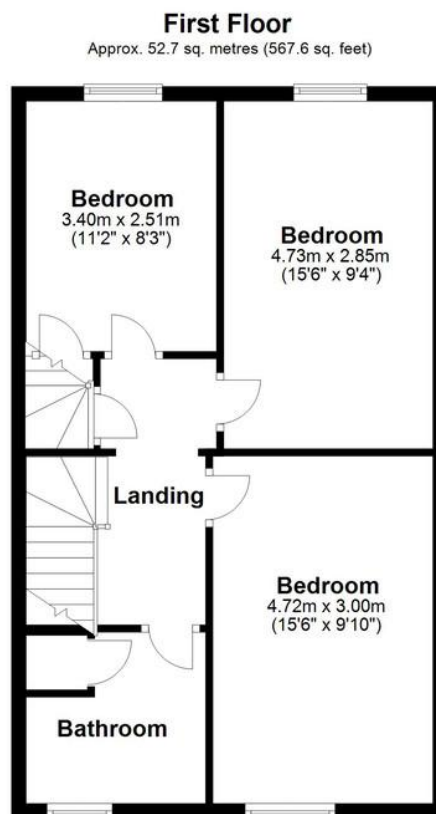 First Floor
Approx. 52.7 sq. metres (567.6 sq. feet)
Bedroom
3.40m x 2.51m
(11'2" x 8'3")
Bedroom
4.73m x 2.85m
(15'6" x 9'4")
Landing
Bedroom
4.72m x 3.00m
(15'6" x 9'10")
Bathroom